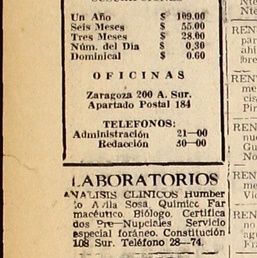 Un Año $ 109.00
Seis Meses $ 55.00
Tres Meses $ 28.00
Núm. del Día $ 0,30
Dominical $ 0.60
OFICINAS
Zaragoza 200 A. Sur.
Apartado Postal 184
TELEFONOS:
Administración 21—00
Redacción 30—00
LABORATORIOS
ANALISIS CLINICOS Humber
to Avila Sosa, Químico Far
macéutico. Biólogo. Certifica
dos Pre—Nupciales Servicio
especial foráneo. Constitución
108 Sur. Teléfono 28—74.